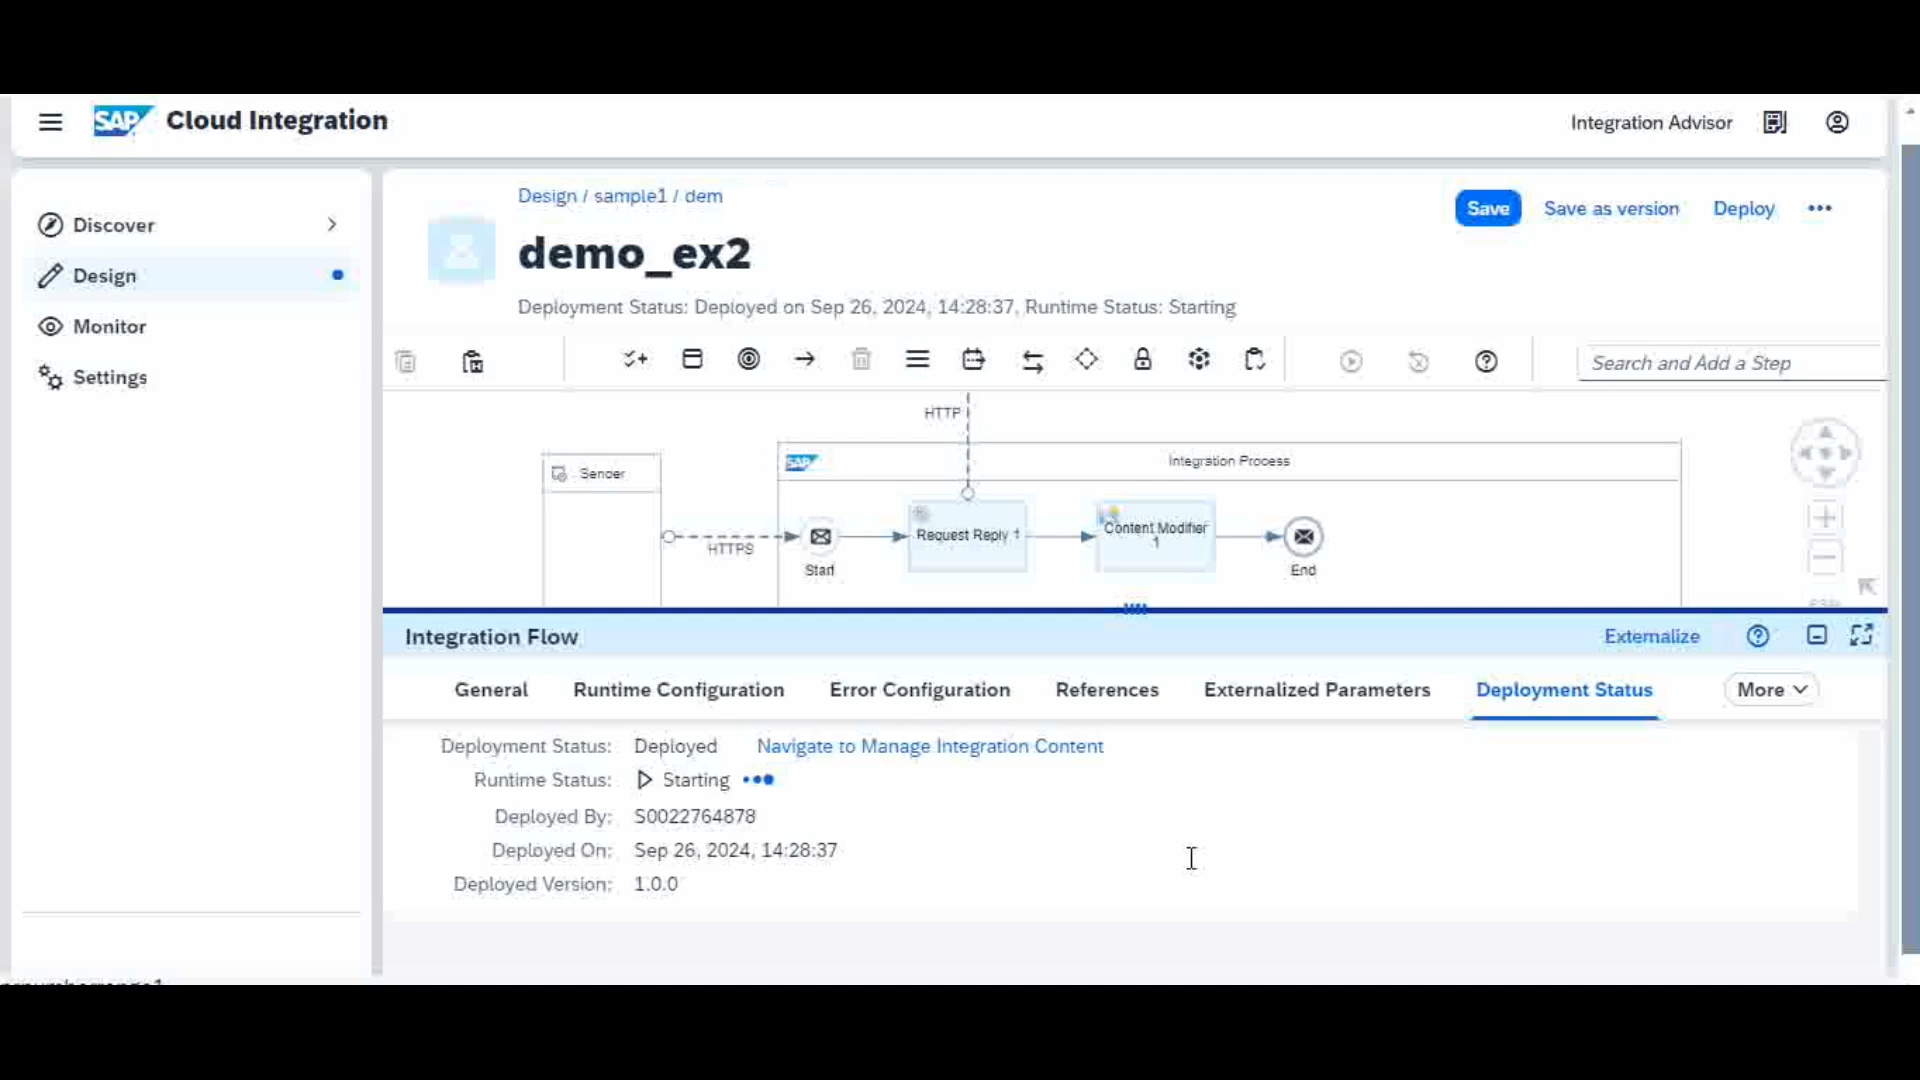 SAP Cloud Integration
Integration Advisor
Discover
Design
Monitor
Settings
Design / sample1 / dem
demo_ex2
Deployment Status: Deployed on Sep 26, 2024, 14:28:37, Runtime Status: Starting
Save
Save as version
Deploy
Search and Add a Step
HTTP
Sender
SAP
Integration Process
HTTPS
Start
Request Reply 1
Content Modifier
1
End
Integration Flow
Externalize
General
Runtime Configuration
Error Configuration
References
Externalized Parameters
Deployment Status
More
Deployment Status: Deployed Navigate to Manage Integration Content
Runtime Status: Starting
Deployed By: S0022764878
Deployed On: Sep 26, 2024, 14:28:37
Deployed Version: 1.0.0